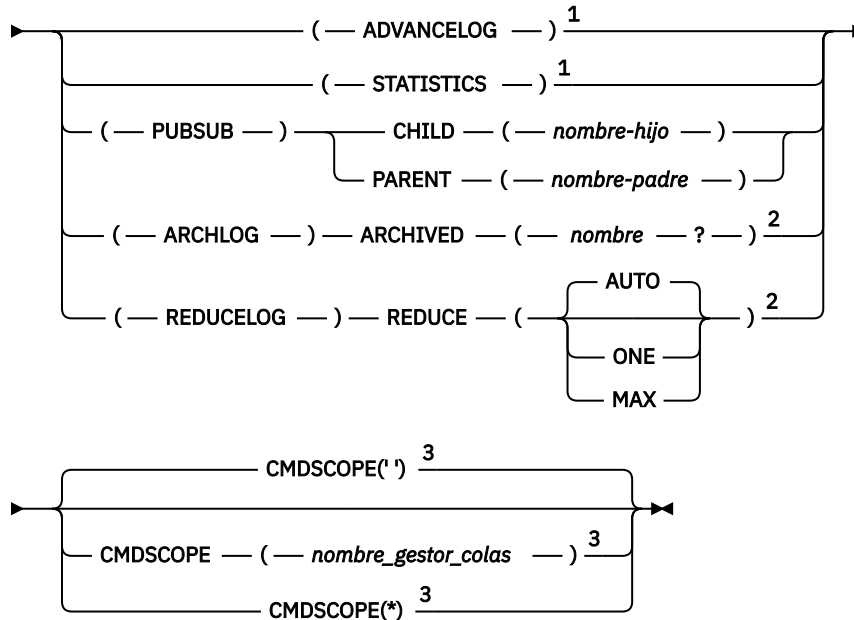 ( ADVANCELOG ) 1
( STATISTICS ) 1
( PUBSUB ) CHILD ( nombre-hijo )
PARENT ( nombre-padre )
( ARCHLOG ) ARCHIVED ( nombre ? ) 2
AUTO
( REDUCELOG ) REDUCE ( ) 2
ONE
MAX
CMDSCOPE(' ') 3
CMDSCOPE ( nombre_gestor_colas ) 3
CMDSCOPE(*) 3